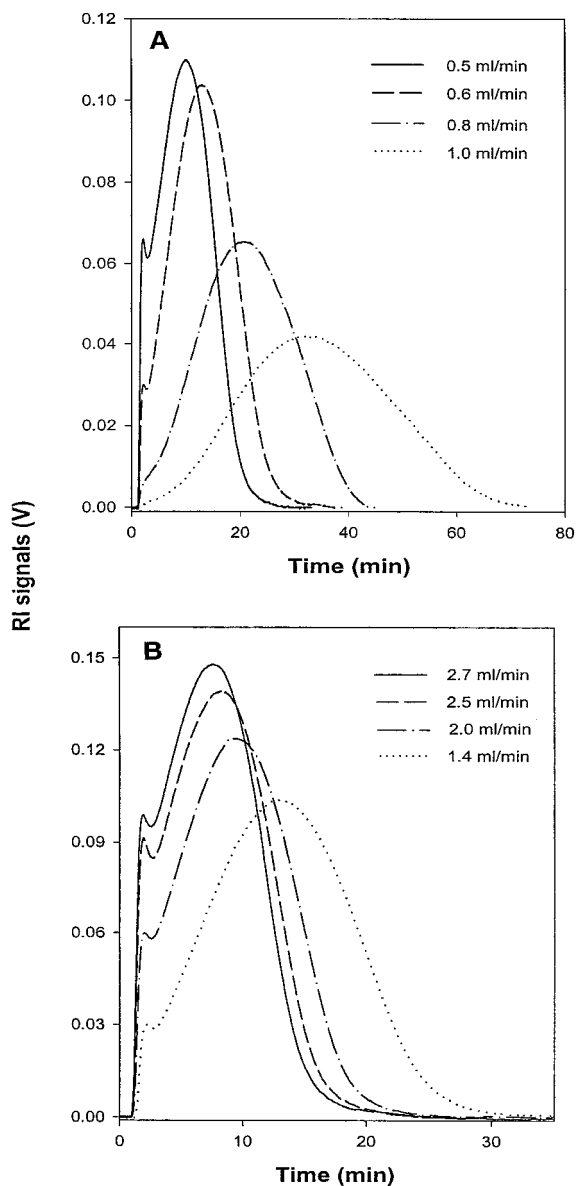 A
0.12
0.10
0.08
0.06
0.04
0.02
0.00
0.5 ml/min
0.6 ml/min
0.8 ml/min
1.0 ml/min
0
20
40
60
80
Time (min)
RI signals (V)
B
0.15
0.12
0.09
0.06
0.03
0.00
2.7 ml/min
2.5 ml/min
2.0 ml/min
1.4 ml/min
0
10
20
30
Time (min)